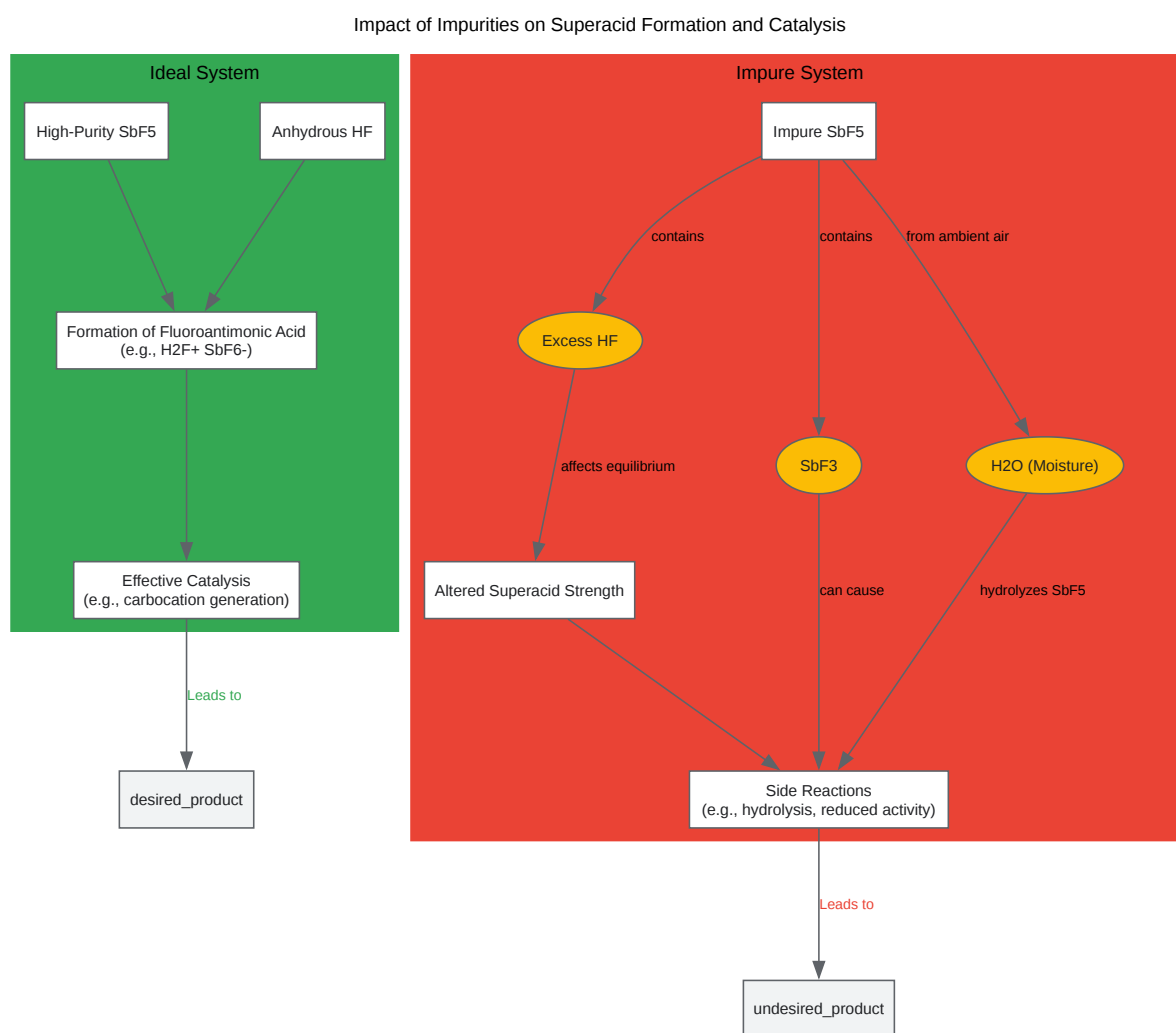 Impact of Impurities on Superacid Formation and Catalysis
Ideal System
High-Purity SbF5
Anhydrous HF
Formation of Fluoroantimonic Acid
(e.g., H2F+ SbF6-)
Effective Catalysis
(e.g., carbocation generation)
Leads to
desired_product
Impure System
Impure SbF5
contains
contains
from ambient air
Excess HF
affects equilibrium
SbF3
H2O (Moisture)
Altered Superacid Strength
can cause
hydrolyzes SbF5
Side Reactions
(e.g., hydrolysis, reduced activity)
Leads to
undesired_product